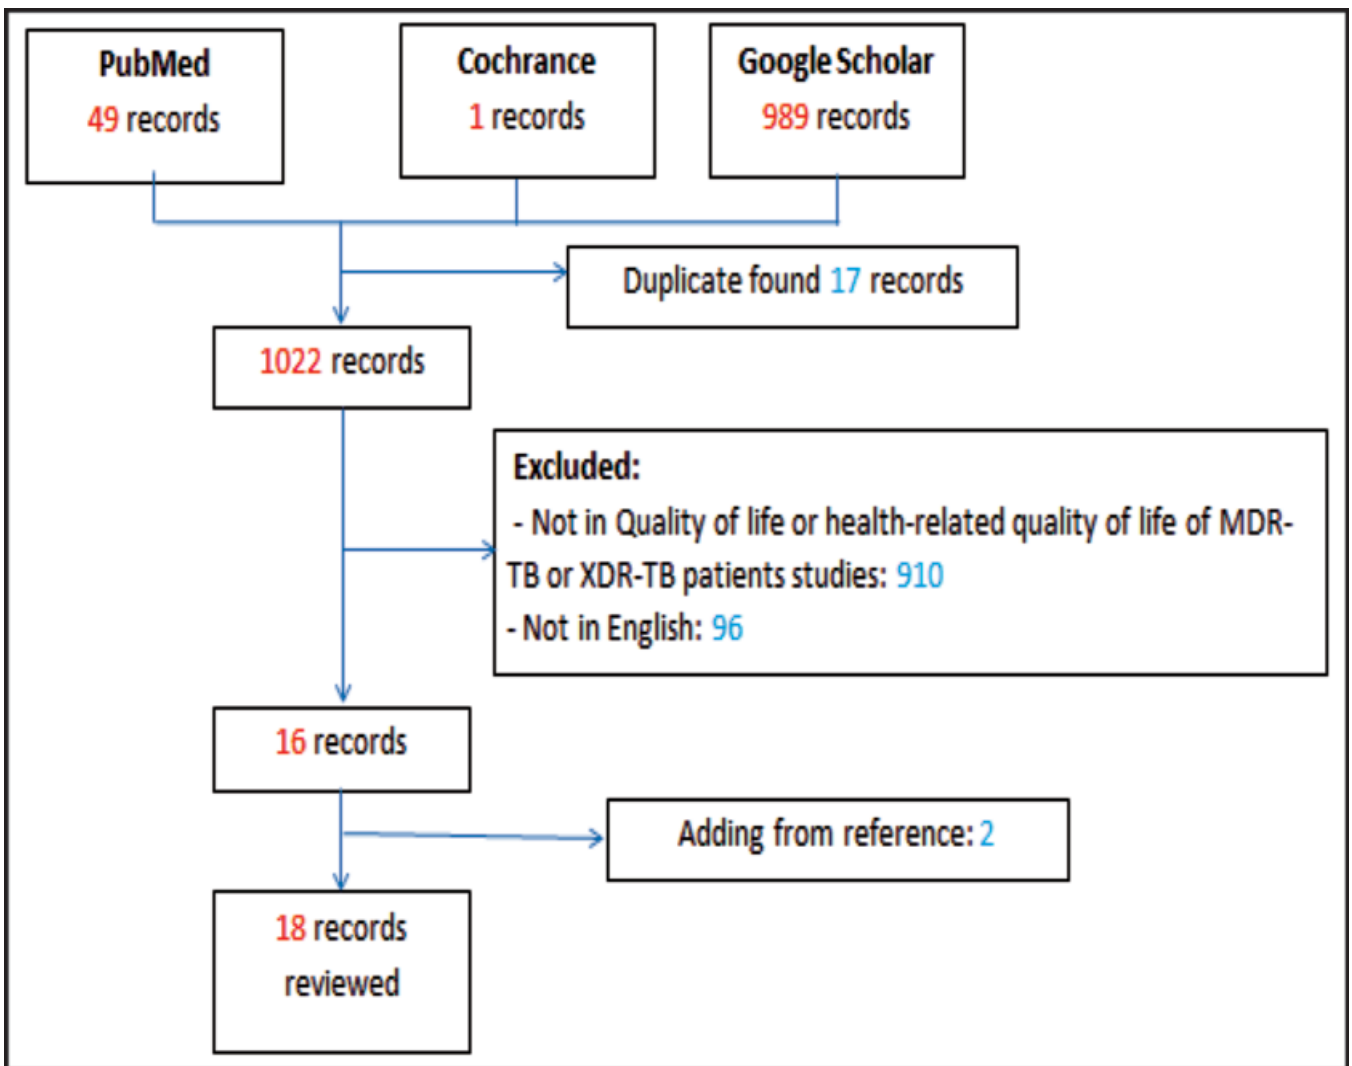 PubMed
49 records
Cochrance
1 records
Google Scholar
989 records
Duplicate found 17 records
1022 records
Excluded:
- Not in Quality of life or health-related quality of life of MDR-
TB or XDR-TB patients studies: 910
- Not in English: 96
16 records
Adding from reference: 2
18 records
reviewed